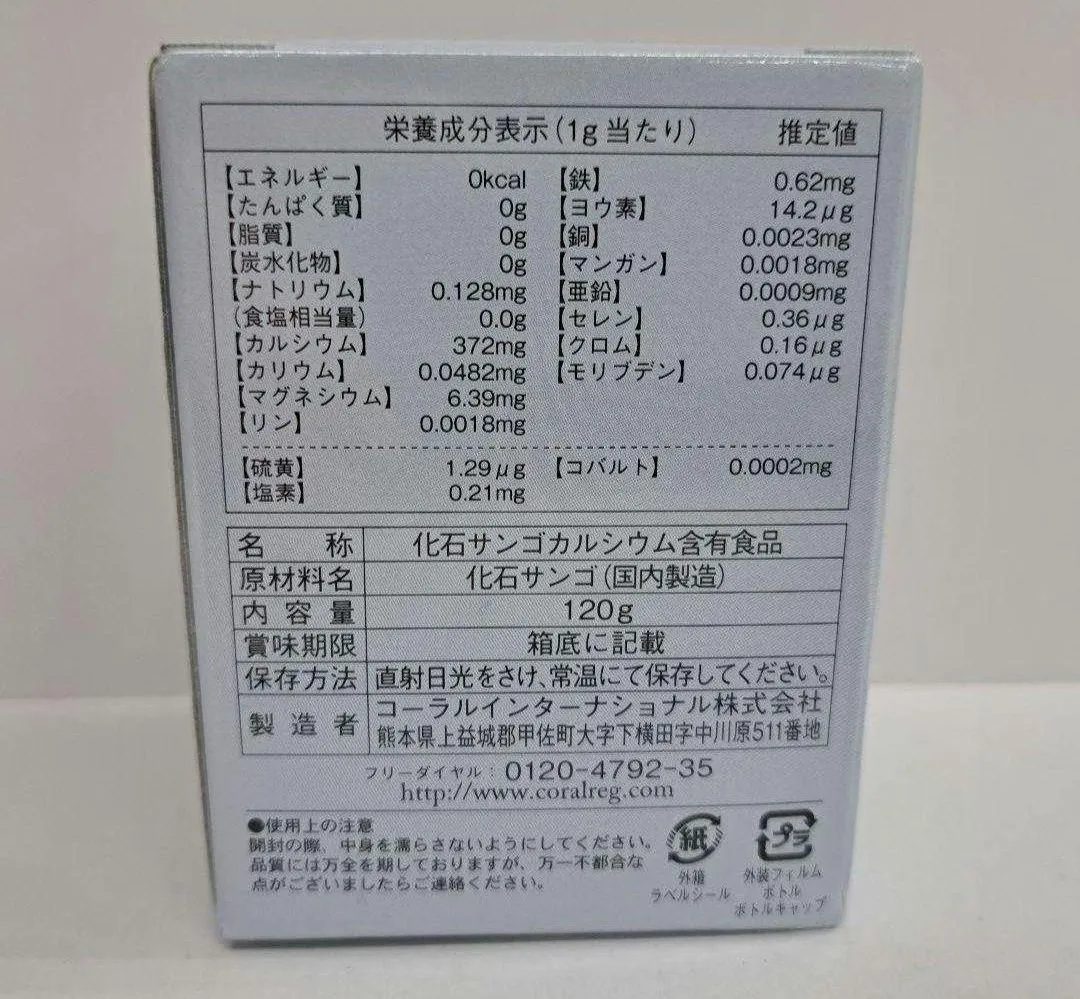 栄養成分表示(1g当たり) 推定値
【エネルギー】 0kcal 【鉄】 0.62mg
【たんぱく質】 0g 【ヨウ素】 14.2μg
【脂質】 0g 【銅】 0.0023mg
【炭水化物】 0g 【マンガン】 0.0018mg
【ナトリウム】 0.128mg 【亜鉛】 0.0009mg
(食塩相当量) 0.0g 【セレン】 0.36μg
【カルシウム】 372mg 【クロム】 0.16μg
【カリウム】 0.0482mg 【モリブデン】 0.074μg
【マグネシウム】 6.39mg
【リン】 0.0018mg
【硫黄】 1.29μg 【コバルト】 0.0002mg
【塩素】 0.21mg
名称 化石サンゴカルシウム含有食品
原材料名 化石サンゴ(国内製造)
内容量 120g
賞味期限 箱底に記載
保存方法 直射日光をさけ、常温にて保存してください。
製造者 コーラルインターナショナル株式会社
熊本県上益城郡甲佐町大字下横田字中川原511番地
フリーダイヤル:0120-4792-35
http://www.coralreg.com
●使用上の注意
開封の際、中身を濡らさないようにしてください。
品質には万全を期しておりますが、万一不都合な
点がございましたらご連絡ください。
紙 プラ
外箱 外装フィルム
ラベルシール ボトル
ボトルキャップ